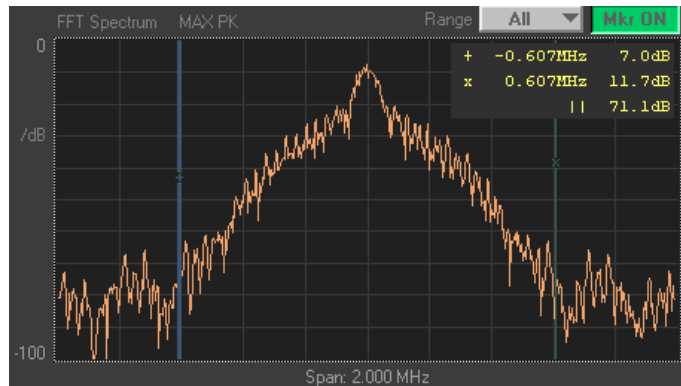 FFT Spectrum MAX PK Range All Mkr ON
0
+ -0.607MHz 7.0dB
x 0.607MHz 11.7dB
|| 71.1dB
/dB
-100
Span: 2.000 MHz